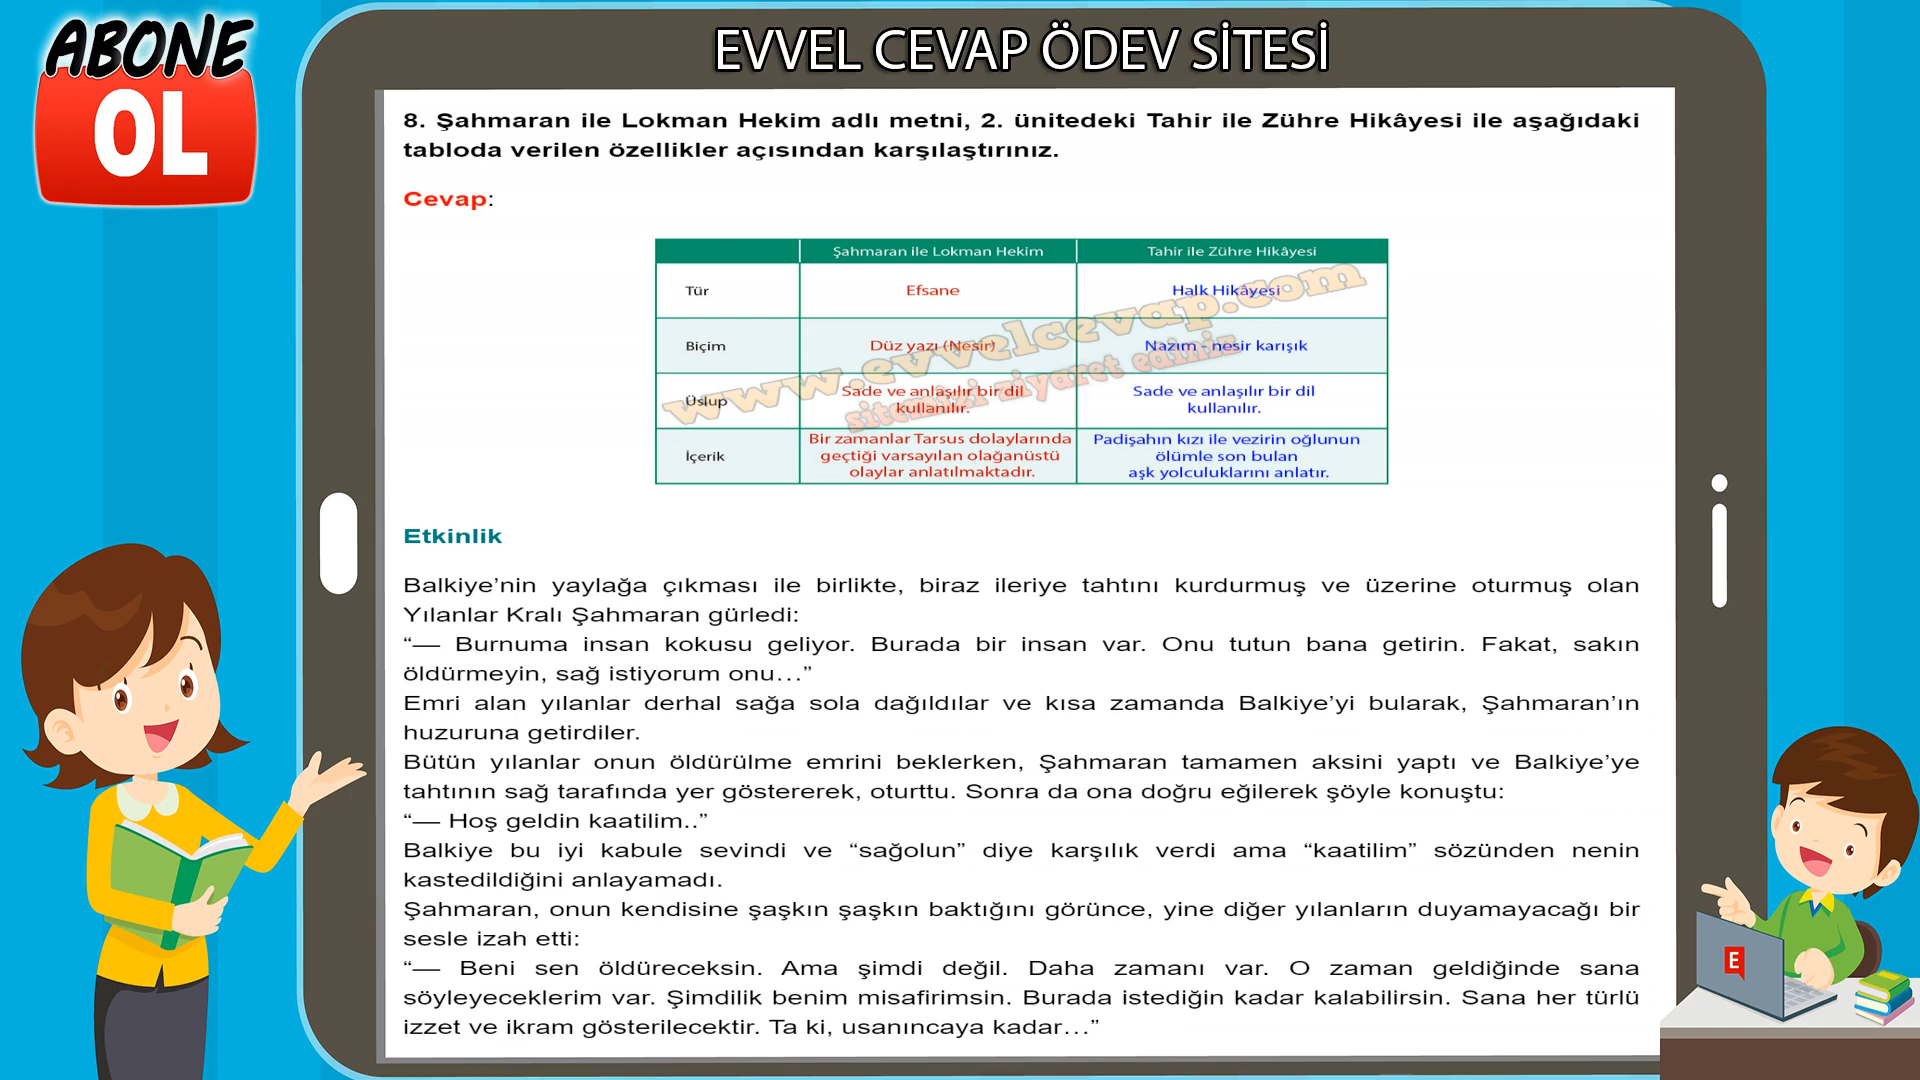 ABONE
OL
EVVEL CEVAP ÖDEV SİTESİ
8. Şahmaran ile Lokman Hekim adlı metni, 2. ünitedeki Tahir ile Zühre Hikâyesi ile aşağıdaki
tabloda verilen özellikler açısından karşılaştırınız.
Cevap:
Şahmaran ile Lokman Hekim
Tahir ile Zühre Hikâyesi
Tür
Efsane
Halk Hikâyesi
Biçim
Düz yazı (Nesir)
Nazım - nesir karışık
Üslup
Sade ve anlaşılır bir dil
kullanılır.
Sade ve anlaşılır bir dil
kullanılır.
İçerik
Bir zamanlar Tarsus dolaylarında
geçtiği varsayılan olağanüstü
olaylar anlatılmaktadır.
Padişahın kızı ile vezirin oğlunun
ölümle son bulan
aşk yolculuklarını anlatır.
www.evvelcevap.com
sitemizi ziyaret ediniz
Etkinlik
Balkiye’nin yaylağa çıkması ile birlikte, biraz ileriye tahtını kurdurmuş ve üzerine oturmuş olan
Yılanlar Kralı Şahmaran gürledi:
“— Burnuma insan kokusu geliyor. Burada bir insan var. Onu tutun bana getirin. Fakat, sakın
öldürmeyin, sağ istiyorum onu…”
Emri alan yılanlar derhal sağa sola dağıldılar ve kısa zamanda Balkiye’yi bularak, Şahmaran’ın
huzuruna getirdiler.
Bütün yılanlar onun öldürülme emrini beklerken, Şahmaran tamamen aksini yaptı ve Balkiye’ye
tahtının sağ tarafında yer göstererek, oturttu. Sonra da ona doğru eğilerek şöyle konuştu:
“— Hoş geldin kaatilim..”
Balkiye bu iyi kabule sevindi ve “sağolun” diye karşılık verdi ama “kaatilim” sözünden nenin
kastedildiğini anlayamadı.
Şahmaran, onun kendisine şaşkın şaşkın baktığını görünce, yine diğer yılanların duyamayacağı bir
sesle izah etti:
“— Beni sen öldüreceksin. Ama şimdi değil. Daha zamanı var. O zaman geldiğinde sana
söyleyeceklerim var. Şimdilik benim misafirimsin. Burada istediğin kadar kalabilirsin. Sana her türlü
izzet ve ikram gösterilecektir. Ta ki, usanıncaya kadar…”
E